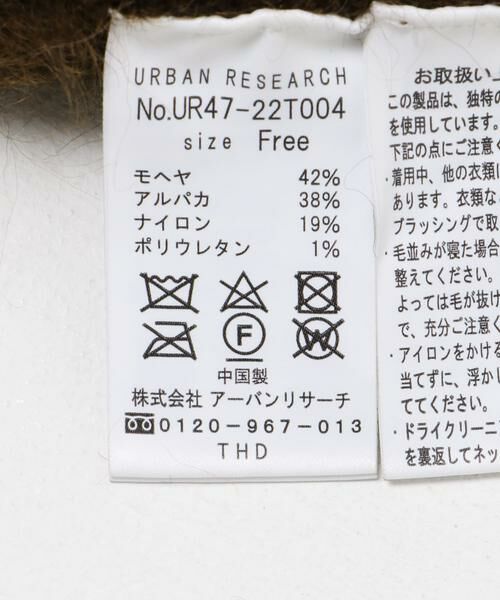 URBAN RESEARCH
No.UR47-22T004
size Free
モヘヤ 42%
アルパカ 38%
ナイロン 19%
ポリウレタン 1%
F
W
中国製
株式会社 アーバンリサーチ
0120-967-013
THD
お取扱い上
この製品は、独特の
を使用しています。
下記の点にご注意く
・着用中、他の衣類に
あります。衣類な
ブラッシングで取
・毛並みが寝た場合
整えてください。
よっては毛が抜け
で、充分ご注意く
・アイロンをかける
当てずに、浮かし
ててください。
・ドライクリーニン
を裏返してネッ